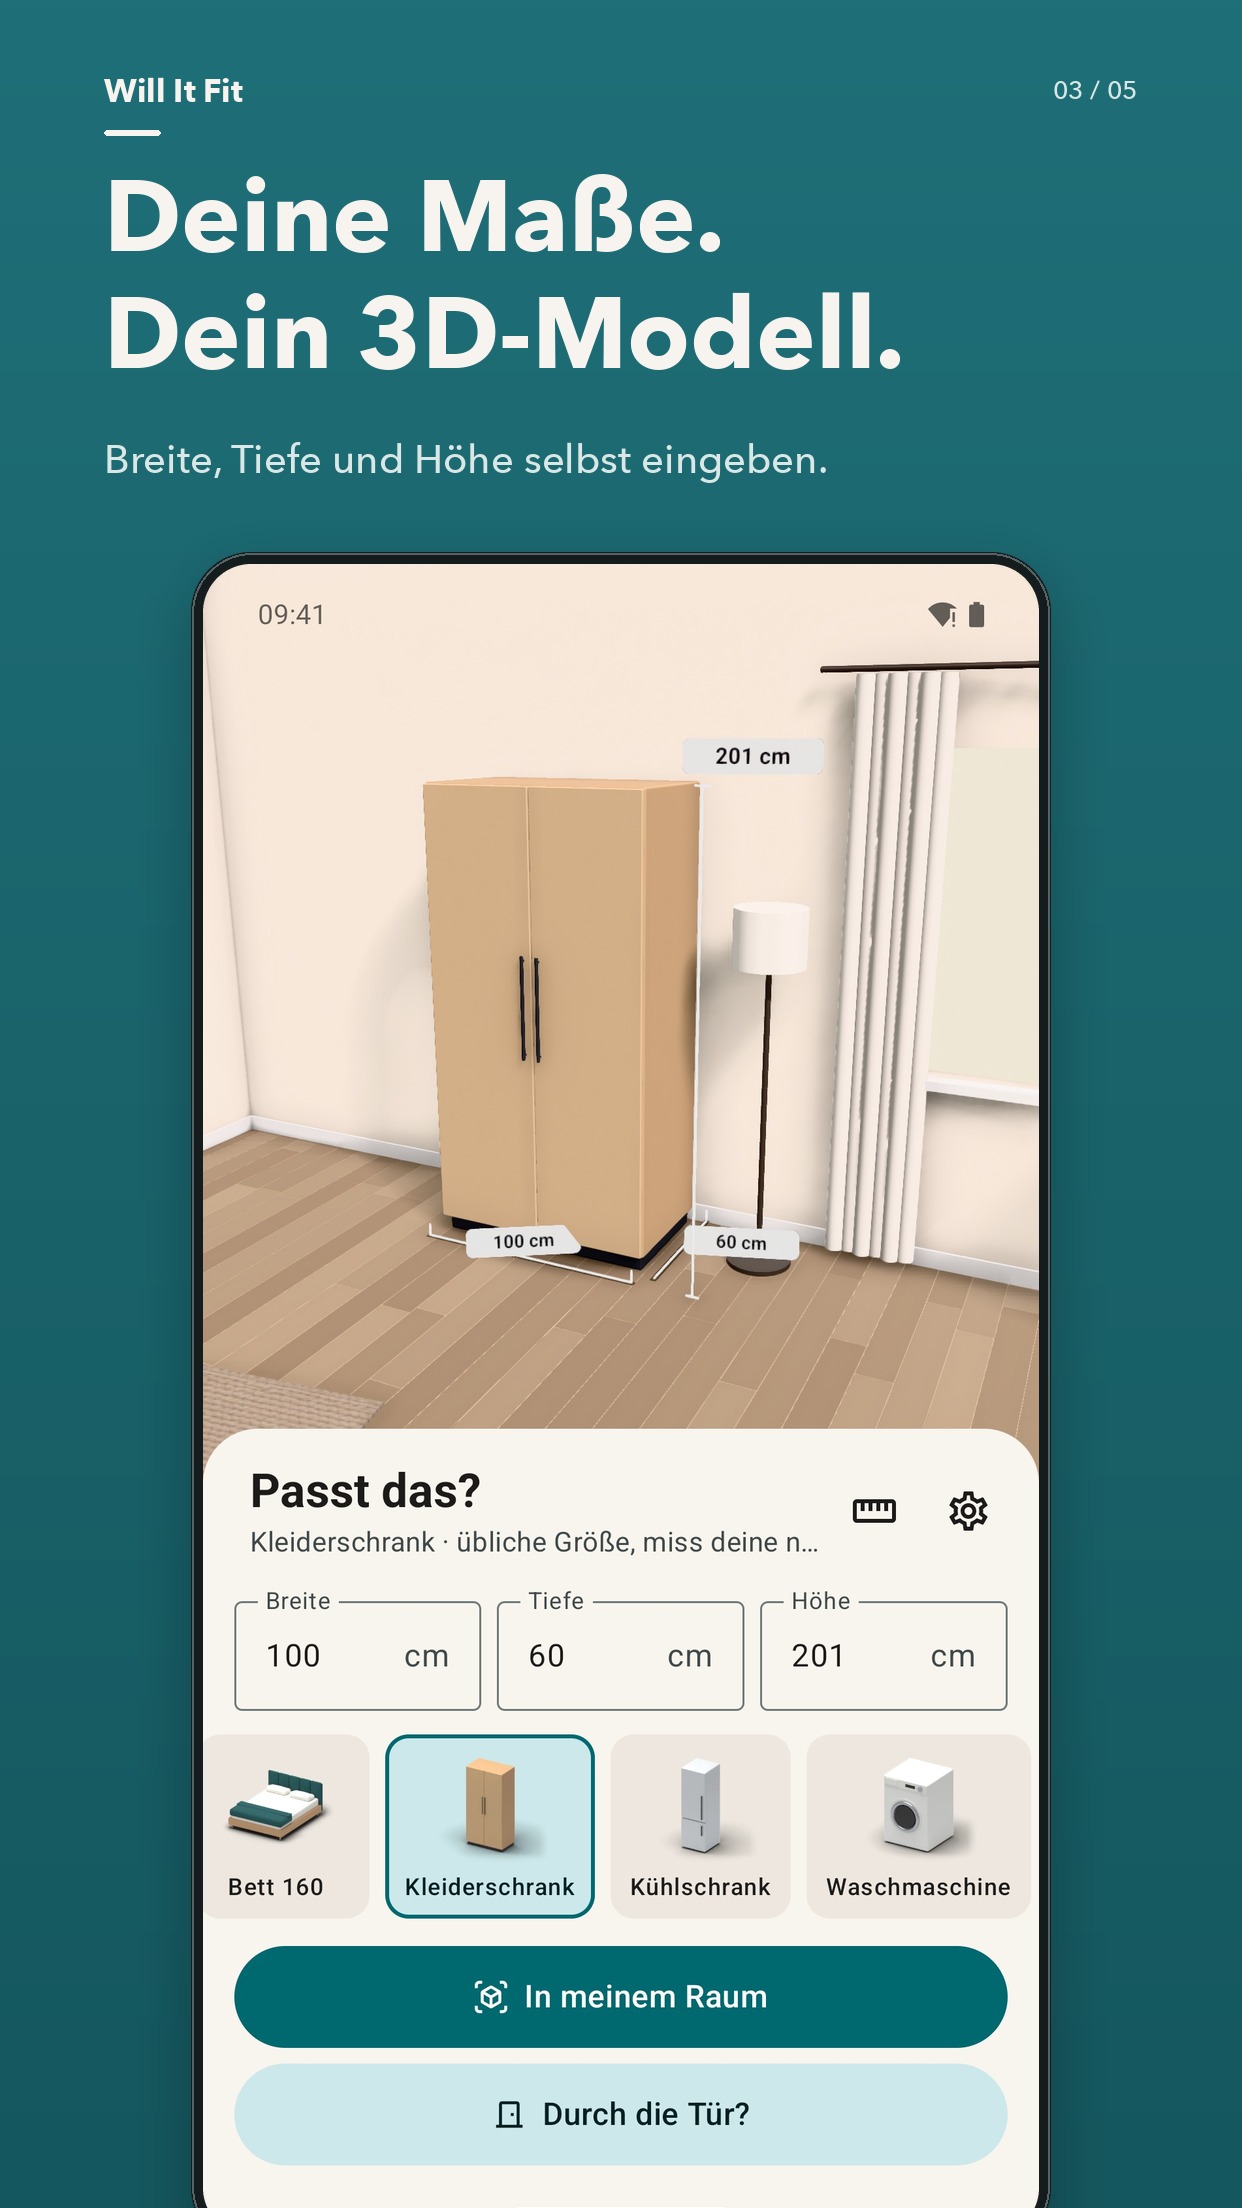 Will It Fit
03 / 05
Deine Maße.
Dein 3D-Modell.
Breite, Tiefe und Höhe selbst eingeben.
09:41
201 cm
100 cm
60 cm
Passt das?
Kleiderschrank · übliche Größe, miss deine n...
Breite
Tiefe
Höhe
100 cm
60 cm
201 cm
Bett 160
Kleiderschrank
Kühlschrank
Waschmaschine
In meinem Raum
Durch die Tür?